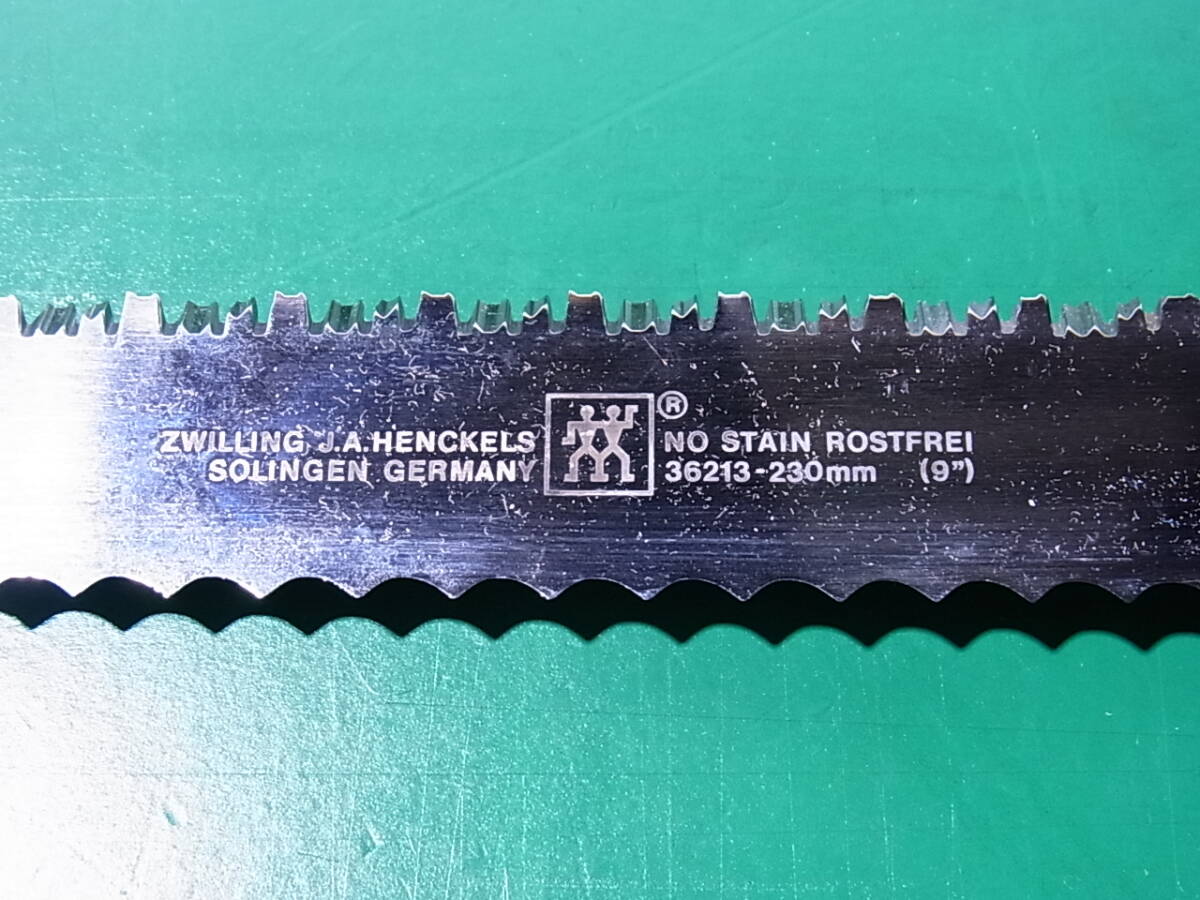 ZWILLING J.A.HENCKELS
SOLINGEN GERMANY
®
NO STAIN ROSTFREI
36213-230mm (9")